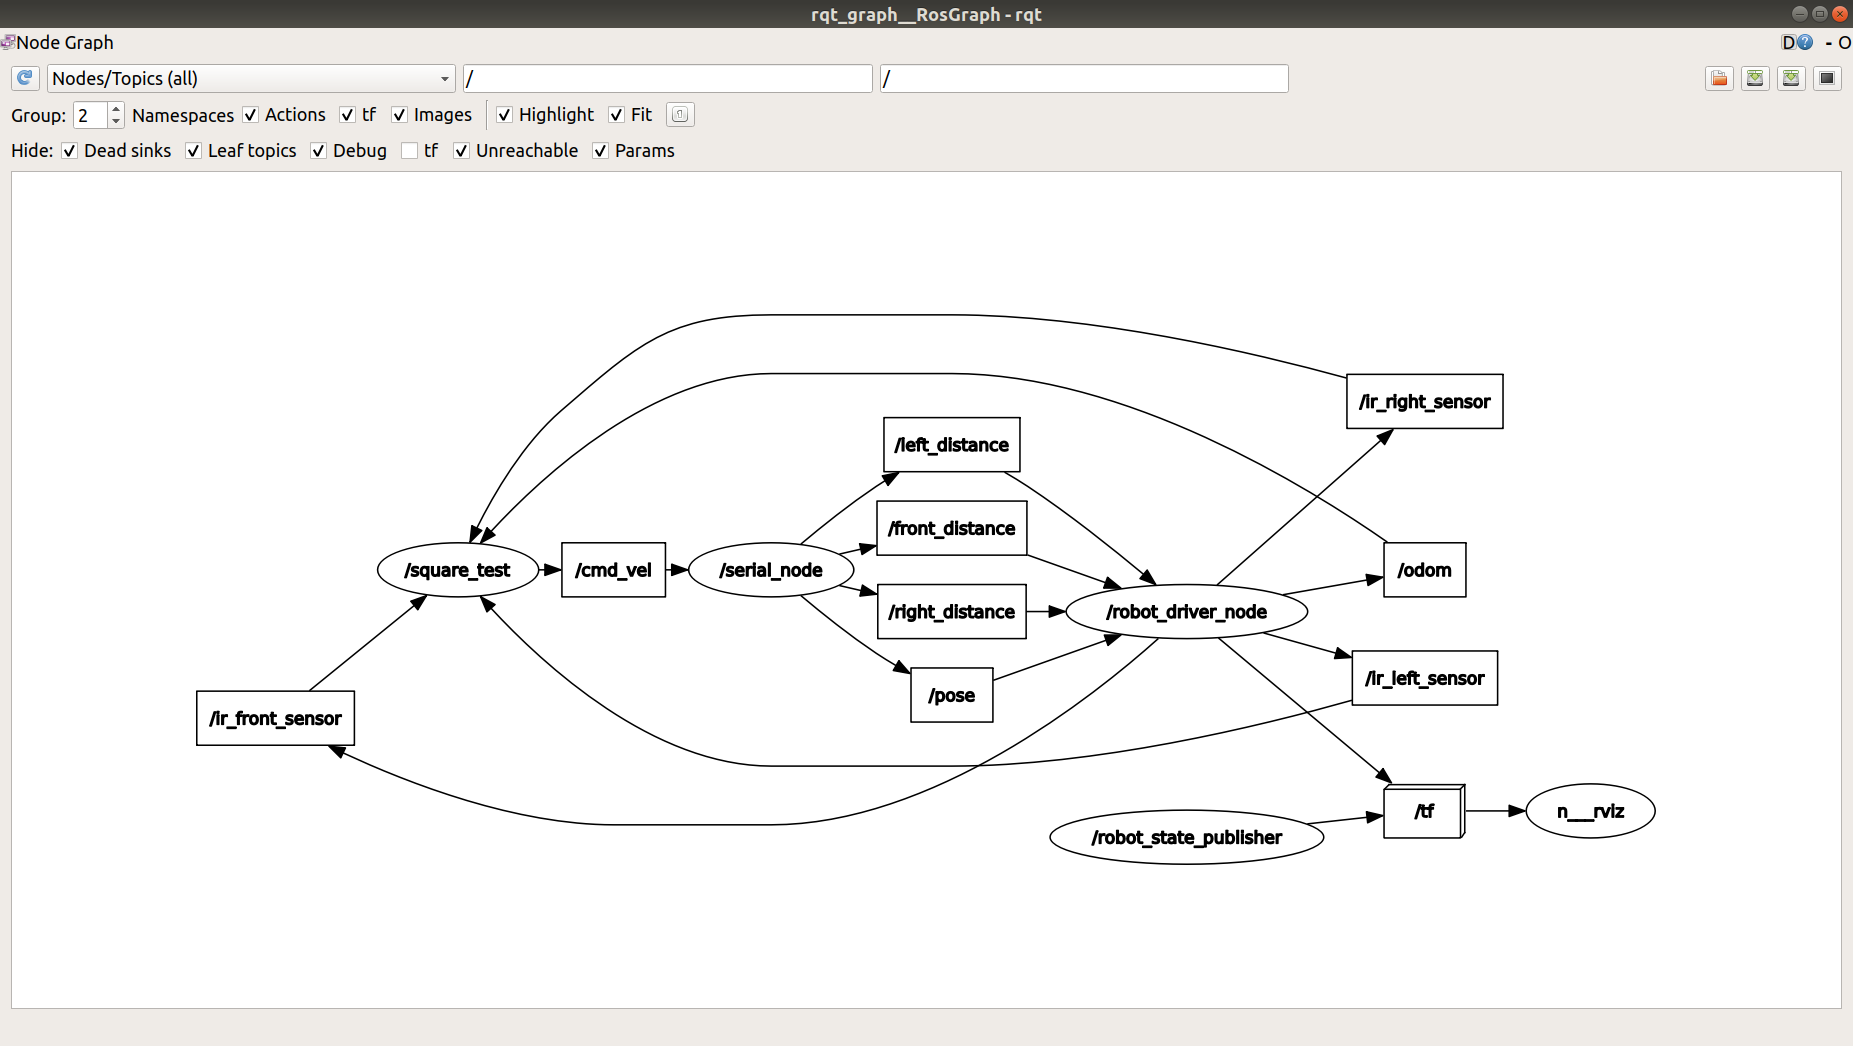 rqt_graph__RosGraph - rqt
Node Graph
D - O
Nodes/Topics (all) / /
Group: 2 Namespaces Actions tf Images Highlight Fit
Hide: Dead sinks Leaf topics Debug tf Unreachable Params
/ir_right_sensor
/left_distance
/front_distance
/square_test
/cmd_vel
/serial_node
/odom
/right_distance
/robot_driver_node
/ir_left_sensor
/pose
/ir_front_sensor
/tf
n___rviz
/robot_state_publisher